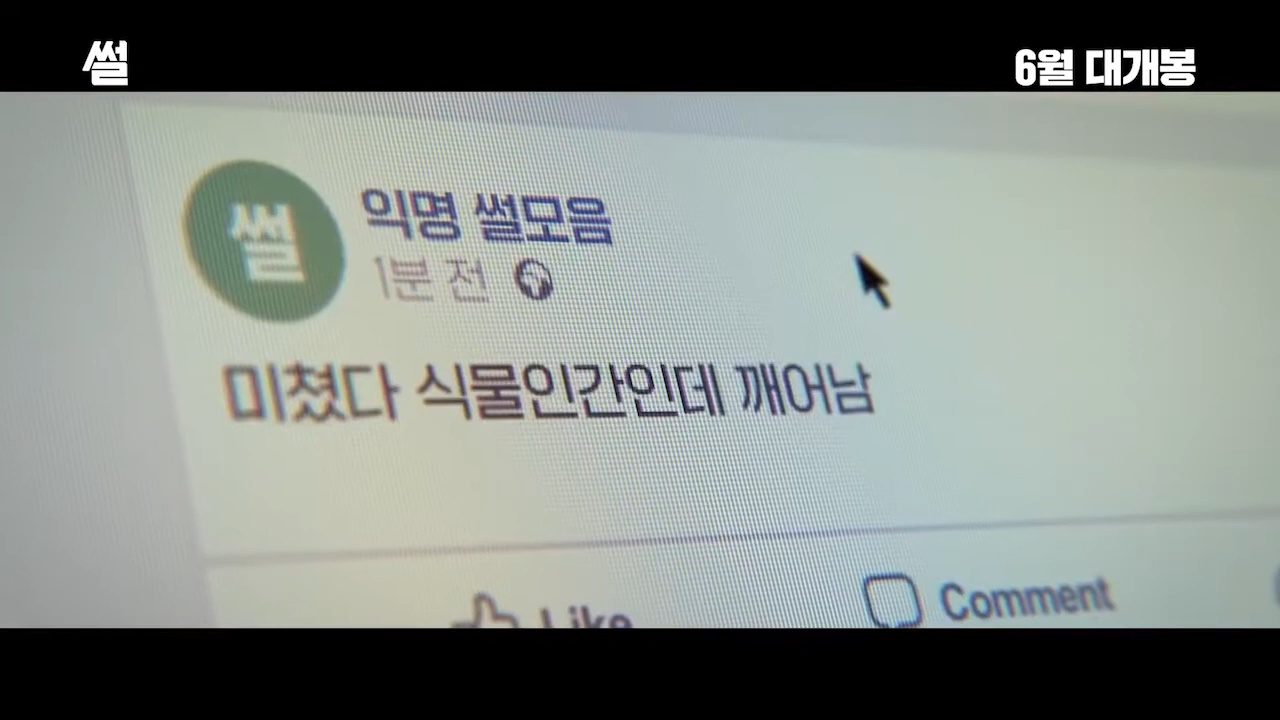 썰
6월 대개봉
썰
익명 썰모음
1분 전
미쳤다 식물인간인데 깨어남
Like
Comment